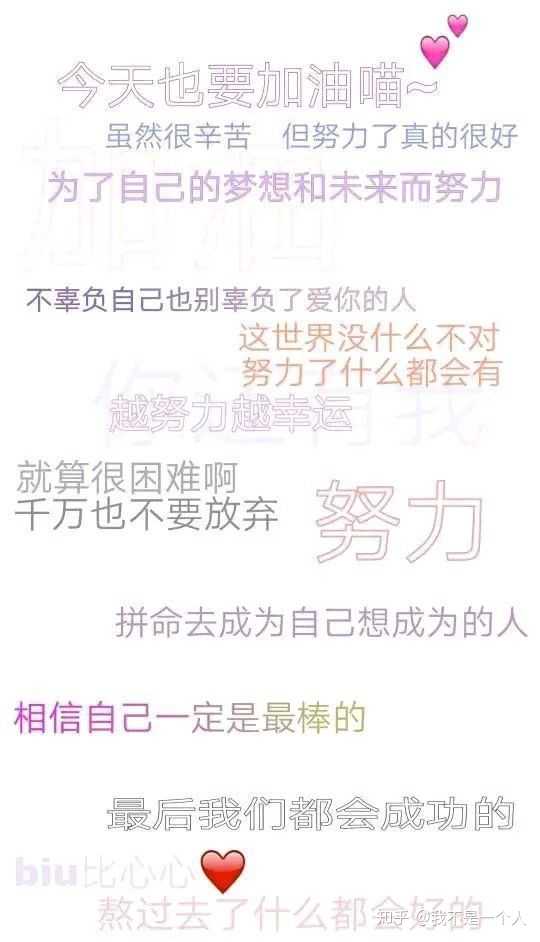 今天也要加油喵~
虽然很辛苦 但努力了真的很好
加油
为了自己的梦想和未来而努力
不辜负自己也别辜负了爱你的人
这世界没什么不对
努力了什么都会有
你还有我
越努力越幸运
就算很困难啊
千万也不要放弃
努力
拼命去成为自己想成为的人
相信自己一定是最棒的
最后我们都会成功的
biu比心心
熬过去了什么都会好的
知乎 @我不是一个人